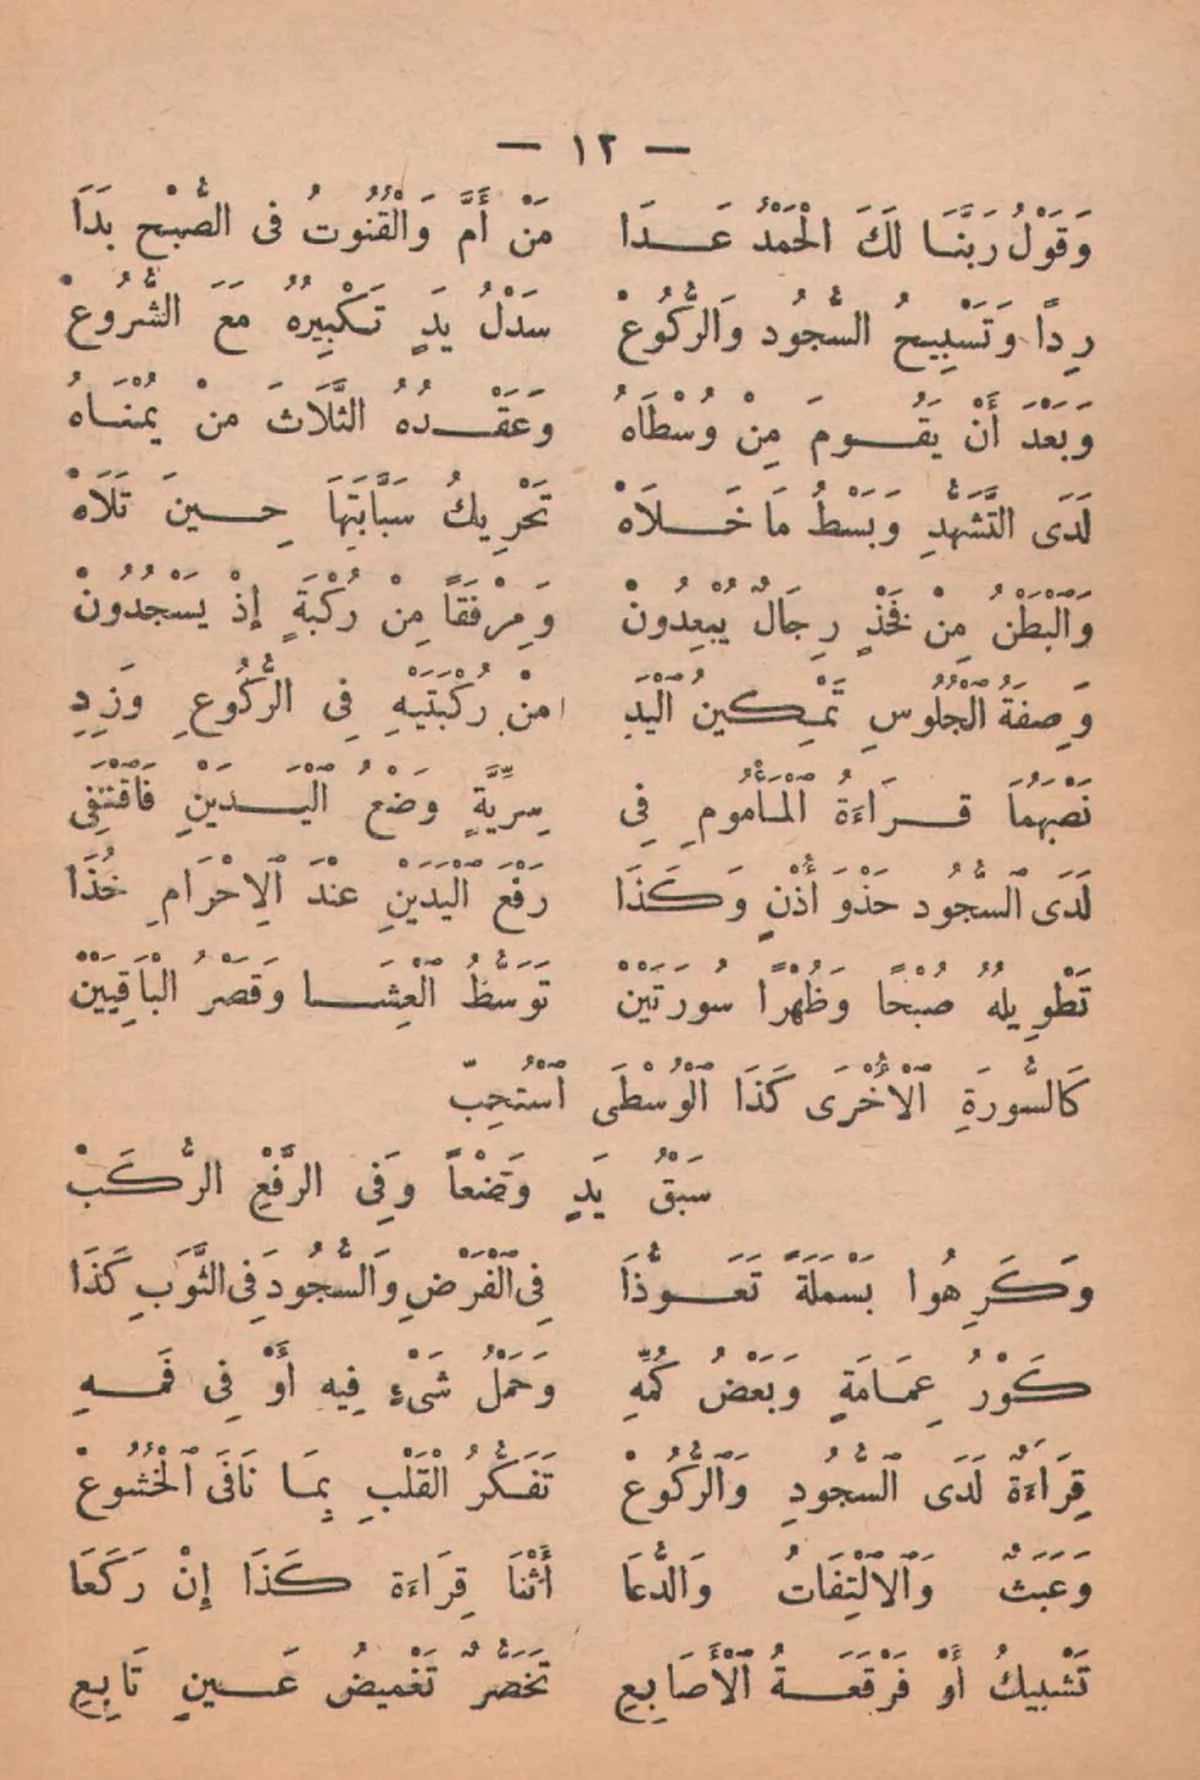 — ١٢ —
وَقَوْلُ رَبَّنَا لَكَ الْحَمْدُ عَدَا مَنْ أَمَّ وَالْقُنُوتُ فى الصُّبْحِ بَدَا
رِدًا وَتَسْبِيحُ السُّجُودِ وَالرُّكُوعْ سَدْلُ يَدٍ تَكْبِيرُهُ مَعَ الشُّرُوعْ
وَبَعْدَ أَنْ يَقُومَ مِنْ وُسْطَاهُ وَعَقْدُهُ الثَّلَاثَ مِنْ يُمْنَاهُ
لَدَى التَّشَهُّدِ وَبَسْطُ مَا خَلَاهْ تَحْرِيكُ سَبَّابَتِهَا حِينَ تَلَاهْ
وَالْبَطْنُ مِنْ فَخْذٍ رِجَالٌ يُبْعِدُونْ وَمِرْفَقًا مِنْ رُكْبَةٍ إِذْ يَسْجُدُونْ
وَصِفَةُ الْجُلُوسِ تَمْكِينُ الْيَدِ مِنْ رُكْبَتَيْهِ فِى الرُّكُوعِ وَزِدِ
نَصْبَهُمَا قِرَاءَةُ الْمَأْمُومِ فِى سِرِّيَّةٍ وَضْعُ الْيَدَيْنِ فَاقْتَفِى
لَدَى السُّجُودِ حَذْوَ أُذْنٍ وَكَذَا رَفْعُ الْيَدَيْنِ عِنْدَ الِاحْرَامِ خُذَا
تَطْوِيلُهُ صُبْحًا وَظُهْرًا سُورَتَيْنْ تَوَسُّطُ الْعِشَا وَقَصْرُ الْبَاقِيَيْنْ
كَالسُّورَةِ الْأُخْرَى كَذَا الْوُسْطَى اسْتُحِبّْ
سَبْقُ يَدٍ وَضْعاً وَفِى الرَّفْعِ الرُّكَبْ
وَكَرِهُوا بَسْمَلَةً تَعَوُّذَا فِى الْفَرْضِ وَالسُّجُودَ فِى الثَّوْبِ كَذَا
كَوْرُ عِمَامَةٍ وَبَعْضُ كُمِّهِ وَحَمْلُ شَىْءٍ فِيهِ أَوْ فِى فَمِهِ
قِرَاءَةٌ لَدَى السُّجُودِ وَالرُّكُوعْ تَفَكُّرُ الْقَلْبِ بِمَا نَافَى الْخُشُوعْ
وَعَبَثٌ وَالِالْتِفَاتُ وَالدُّعَا أَثْنَا قِرَاءَةٍ كَذَا إِنْ رَكَعَا
تَشْبِيكُ أَوْ فَرْقَعَةُ الْأَصَابِعِ تَخَصُّرٌ تَغْمِيضُ عَيْنٍ تَابِعِ